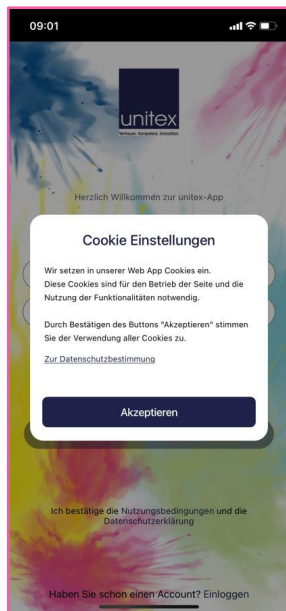 09:01
unitex
Vertrauen. Kompetenz. Innovation.
Herzlich Willkommen zur unitex-App
Cookie Einstellungen
Wir setzen in unserer Web App Cookies ein.
Diese Cookies sind für den Betrieb der Seite und die
Nutzung der Funktionalitäten notwendig.
Durch Bestätigen des Buttons "Akzeptieren" stimmen
Sie der Verwendung aller Cookies zu.
Zur Datenschutzbestimmung
Akzeptieren
Ich bestätige die Nutzungsbedingungen und die
Datenschutzerklärung
Haben Sie schon einen Account? Einloggen